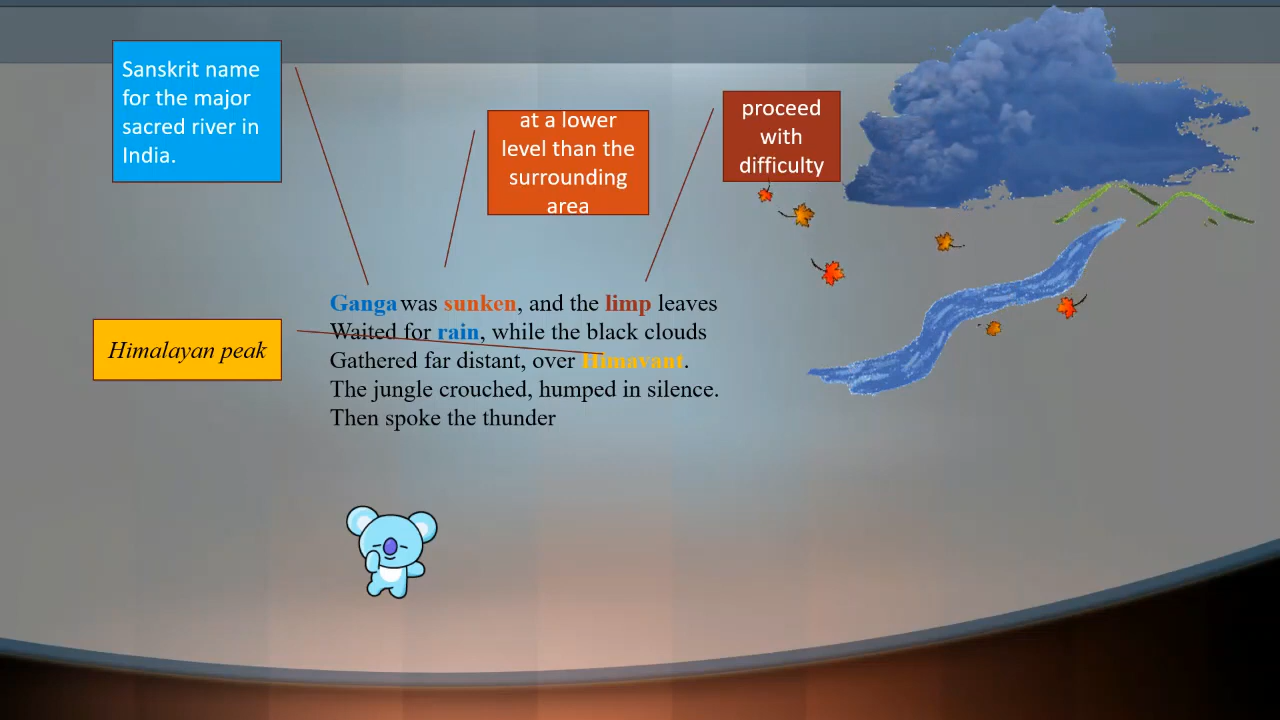 Sanskrit name
for the major
sacred river in
India.
at a lower
level than the
surrounding
area
proceed
with
difficulty
Himalayan peak
Ganga was sunken, and the limp leaves
Waited for rain, while the black clouds
Gathered far distant, over Himavant.
The jungle crouched, humped in silence.
Then spoke the thunder